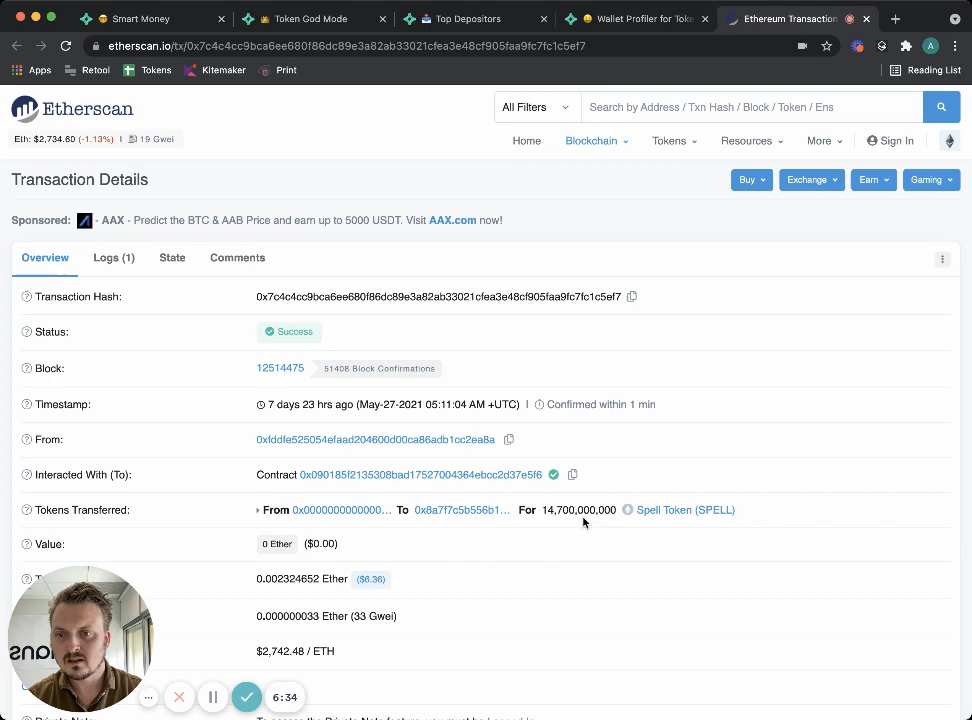 Smart Money
Token God Mode
Top Depositors
Wallet Profiler for Toke
Ethereum Transaction
etherscan.io/tx/0x7c4c4cc9bca6ee680f86dc89e3a82ab33021cfea3e48cf905faa9fc7fc1c5ef7
A
Apps
Retool
Tokens
Kitemaker
Print
Reading List
Etherscan
All Filters
Search by Address / Txn Hash / Block / Token / Ens
Eth: $2,734.60 (-1.13%) | 19 Gwei
Home
Blockchain
Tokens
Resources
More
Sign In
Transaction Details
Buy
Exchange
Earn
Gaming
Sponsored: - AAX - Predict the BTC & AAB Price and earn up to 5000 USDT. Visit AAX.com now!
Overview
Logs (1)
State
Comments
Transaction Hash: 0x7c4c4cc9bca6ee680f86dc89e3a82ab33021cfea3e48cf905faa9fc7fc1c5ef7
Status: Success
Block: 12514475 51408 Block Confirmations
Timestamp: 7 days 23 hrs ago (May-27-2021 05:11:04 AM +UTC) | Confirmed within 1 min
From: 0xfddfe525054efaad204600d00ca86adb1cc2ea8a
Interacted With (To): Contract 0x090185f2135308bad17527004364ebcc2d37e5f6
Tokens Transferred: From 0x0000000000000... To 0x8a7f7c5b556b1... For 14,700,000,000 Spell Token (SPELL)
Value: 0 Ether ($0.00)
0.002324652 Ether ($6.36)
0.000000033 Ether (33 Gwei)
$2,742.48 / ETH
6:34